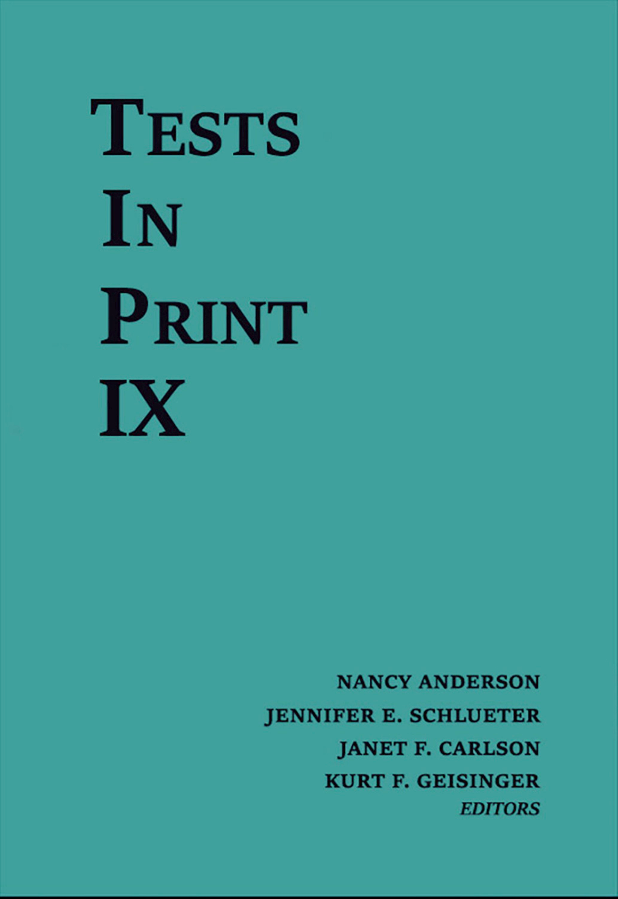 TESTS
IN
PRINT
IX
NANCY ANDERSON
JENNIFER E. SCHLUETER
JANET F. CARLSON
KURT F. GEISINGER
EDITORS